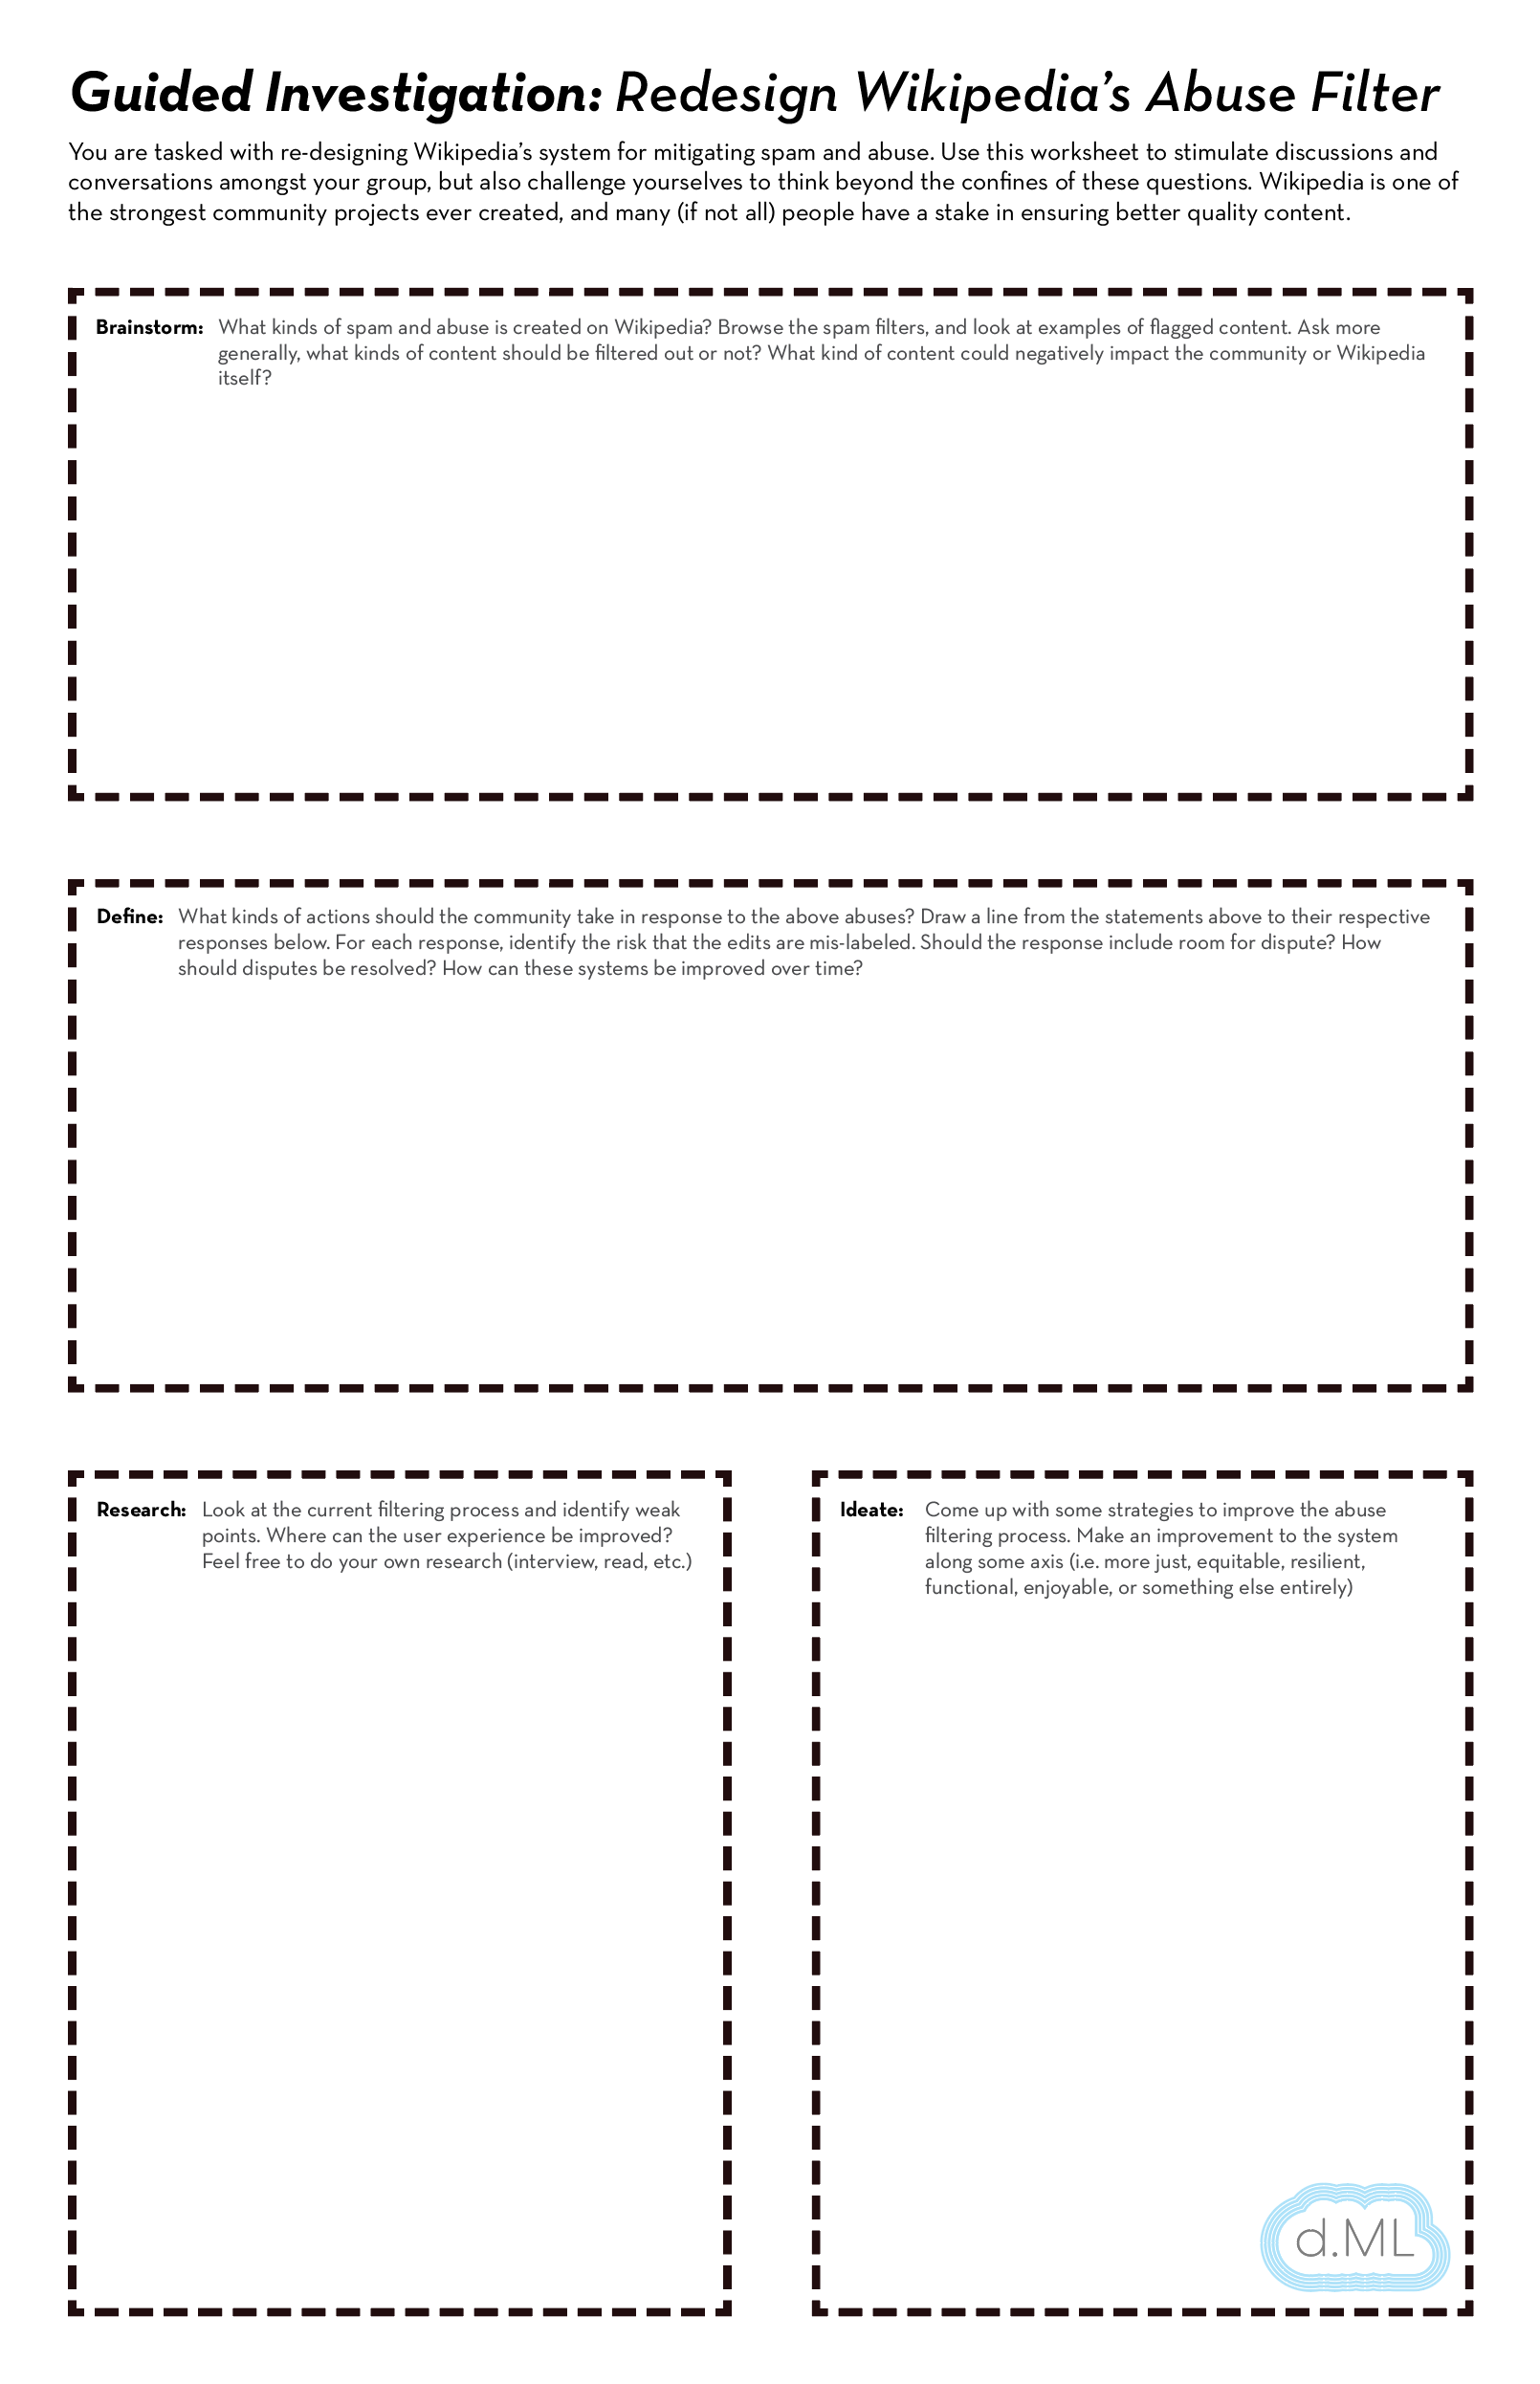 Guided Investigation: Redesign Wikipedia’s Abuse Filter
You are tasked with re-designing Wikipedia’s system for mitigating spam and abuse. Use this worksheet to stimulate discussions and
conversations amongst your group, but also challenge yourselves to think beyond the confines of these questions. Wikipedia is one of
the strongest community projects ever created, and many (if not all) people have a stake in ensuring better quality content.
Brainstorm: What kinds of spam and abuse is created on Wikipedia? Browse the spam filters, and look at examples of flagged content. Ask more
generally, what kinds of content should be filtered out or not? What kind of content could negatively impact the community or Wikipedia
itself?
Define: What kinds of actions should the community take in response to the above abuses? Draw a line from the statements above to their respective
responses below. For each response, identify the risk that the edits are mis-labeled. Should the response include room for dispute? How
should disputes be resolved? How can these systems be improved over time?
Research: Look at the current filtering process and identify weak
points. Where can the user experience be improved?
Feel free to do your own research (interview, read, etc.)
Ideate: Come up with some strategies to improve the abuse
filtering process. Make an improvement to the system
along some axis (i.e. more just, equitable, resilient,
functional, enjoyable, or something else entirely)
d.ML